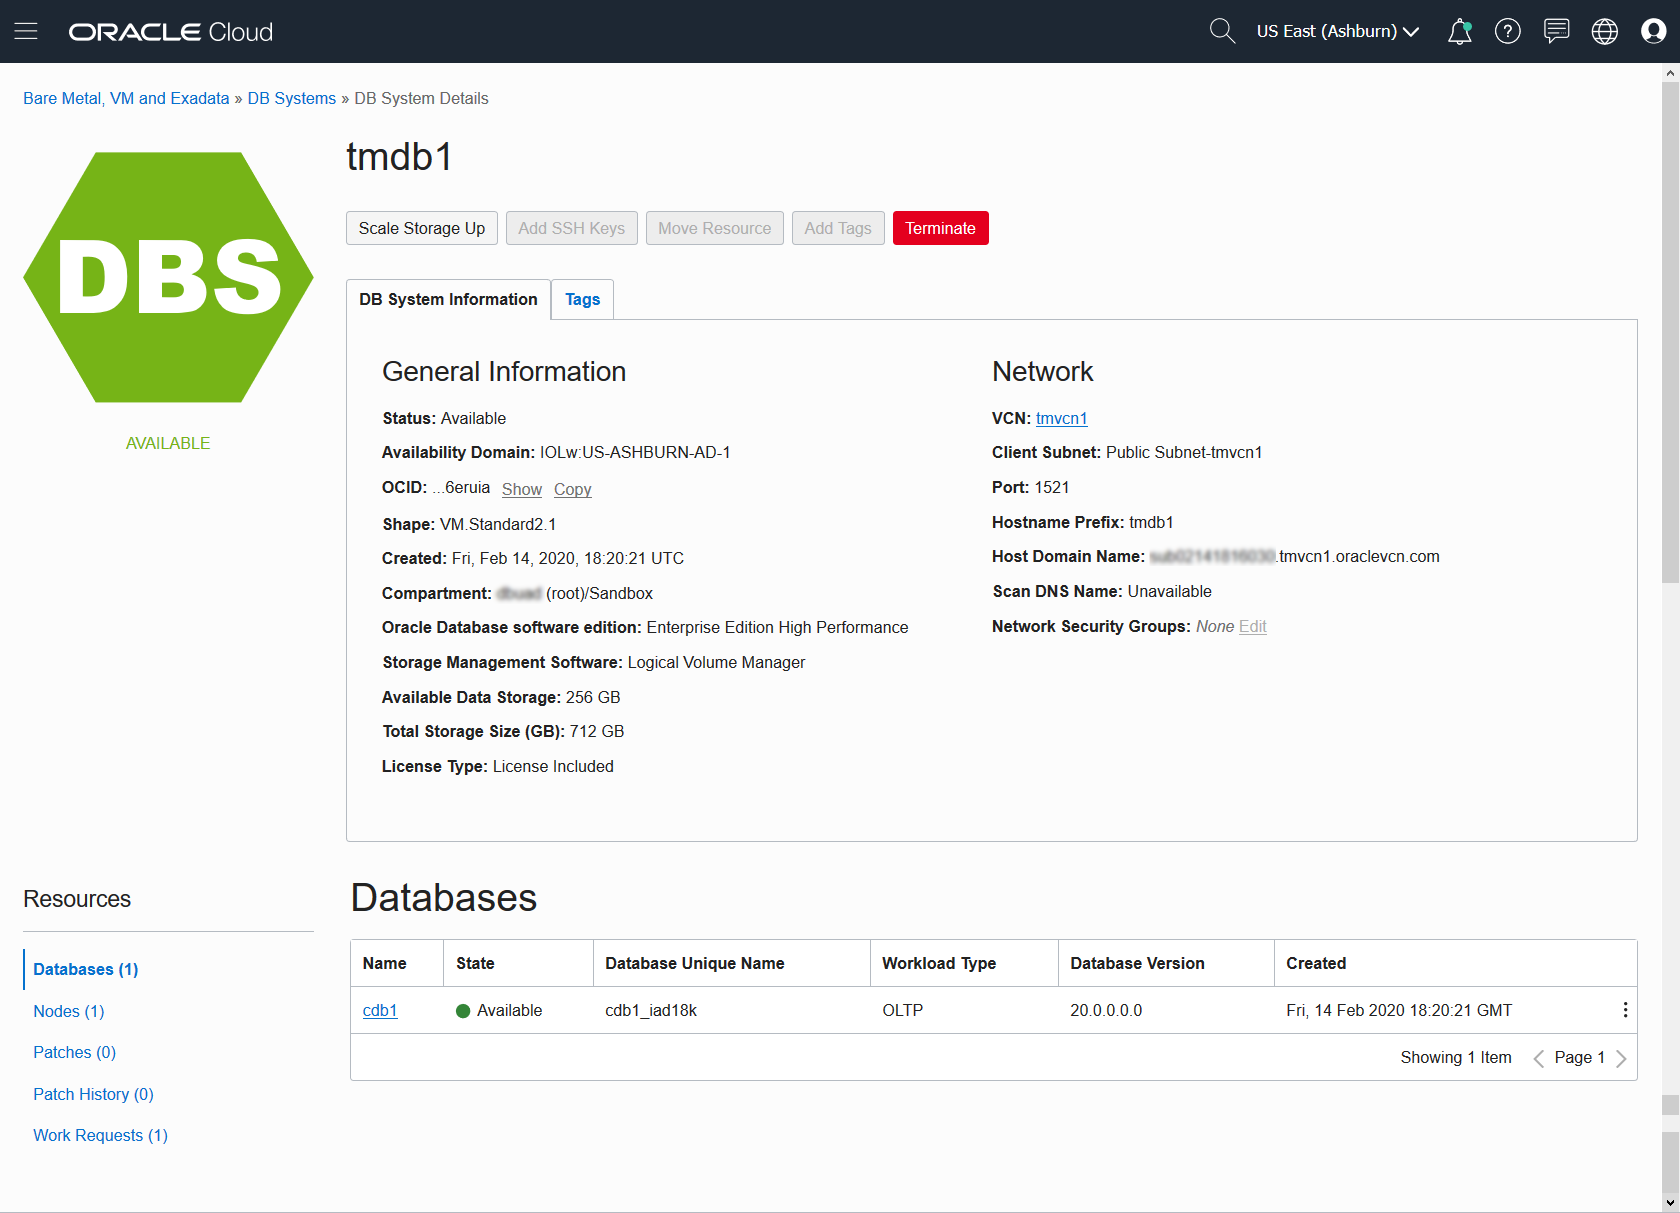 ORACLE Cloud
US East (Ashburn)
Bare Metal, VM and Exadata » DB Systems » DB System Details
DBS
AVAILABLE
tmdb1
Scale Storage Up
Add SSH Keys
Move Resource
Add Tags
Terminate
DB System Information
Tags
General Information
Status: Available
Availability Domain: IOLw:US-ASHBURN-AD-1
OCID: ...6eruia Show Copy
Shape: VM.Standard2.1
Created: Fri, Feb 14, 2020, 18:20:21 UTC
Compartment: (root)/Sandbox
Oracle Database software edition: Enterprise Edition High Performance
Storage Management Software: Logical Volume Manager
Available Data Storage: 256 GB
Total Storage Size (GB): 712 GB
License Type: License Included
Network
VCN: tmvcn1
Client Subnet: Public Subnet-tmvcn1
Port: 1521
Hostname Prefix: tmdb1
Host Domain Name: .tmvcn1.oraclevcn.com
Scan DNS Name: Unavailable
Network Security Groups: None Edit
Resources
Databases (1)
Nodes (1)
Patches (0)
Patch History (0)
Work Requests (1)
Databases
Name State Database Unique Name Workload Type Database Version Created
cdb1 Available cdb1_iad18k OLTP 20.0.0.0.0 Fri, 14 Feb 2020 18:20:21 GMT
Showing 1 Item Page 1